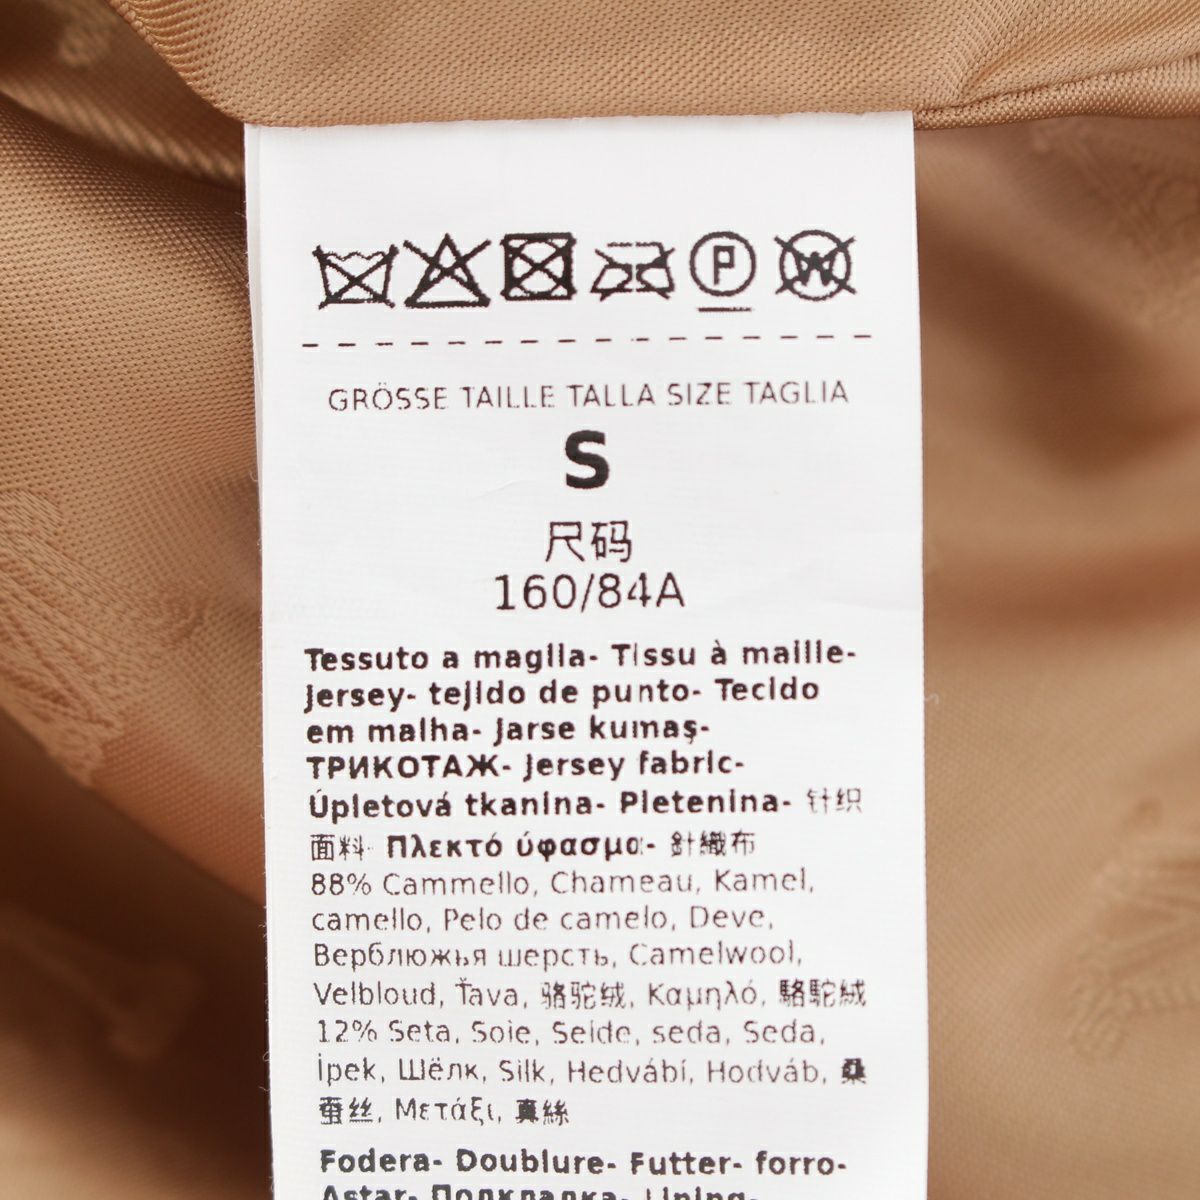 P W
GRÖSSE TAILLE TALLA SIZE TAGLIA
S
尺码
160/84A
Tessuto a maglia- Tissu à maille-
Jersey- tejido de punto- Tecido
em malha- Jarse kumaş-
ТРИКОТАЖ- Jersey fabric-
Úpletová tkanina- Pletenina- 针织
面料- Πλεκτό ύφασμα- 針織布
88% Cammello, Chameau, Kamel,
camello, Pelo de camelo, Deve,
Верблюжья шерсть, Camelwool,
Velbloud, Ťava, 骆驼绒, Καμηλό, 駱駝絨
12% Seta, Soie, Seide, seda, Seda,
İpek, Шёлк, Silk, Hedvábí, Hodváb, 桑
蚕丝, Μετάξι, 真絲
Fodera- Doublure- Futter- forro-
Astar- Подкладка- Lining-